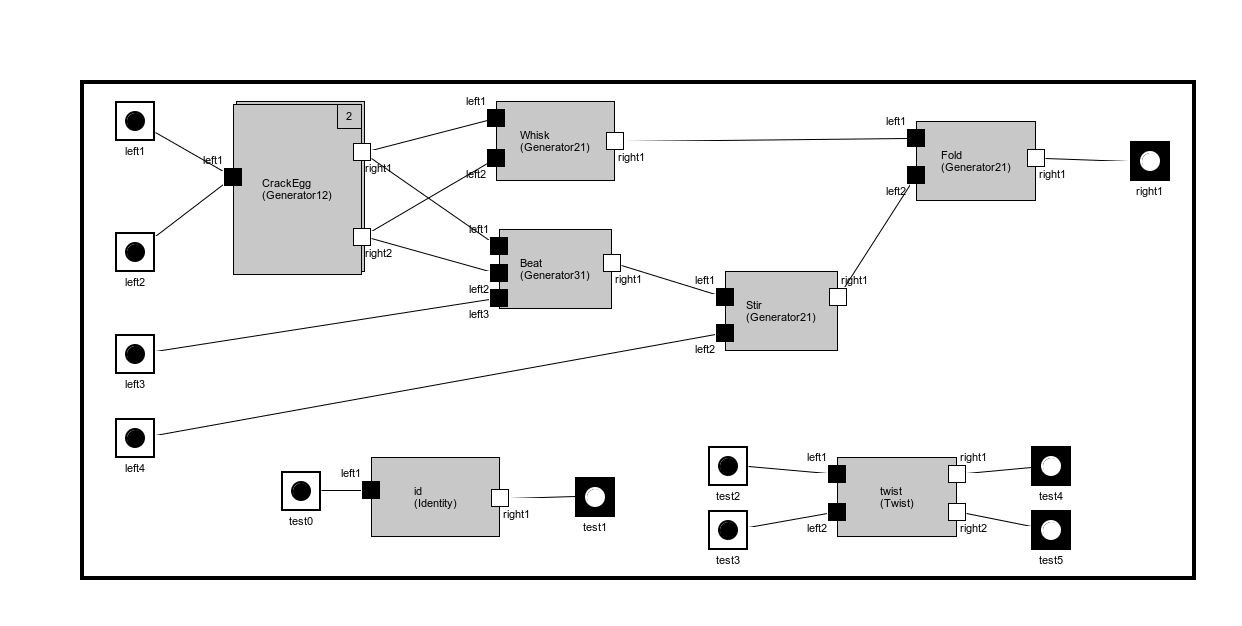 left1
left2
left3
left4
left1
2
CrackEgg
(Generator12)
right1
right2
left1
left2
Whisk
(Generator21)
right1
left1
left2
left3
Beat
(Generator31)
right1
left1
left2
Stir
(Generator21)
right1
left1
left2
Fold
(Generator21)
right1
right1
test0
left1
id
(Identity)
right1
test1
test2
test3
left1
left2
twist
(Twist)
right1
right2
test4
test5